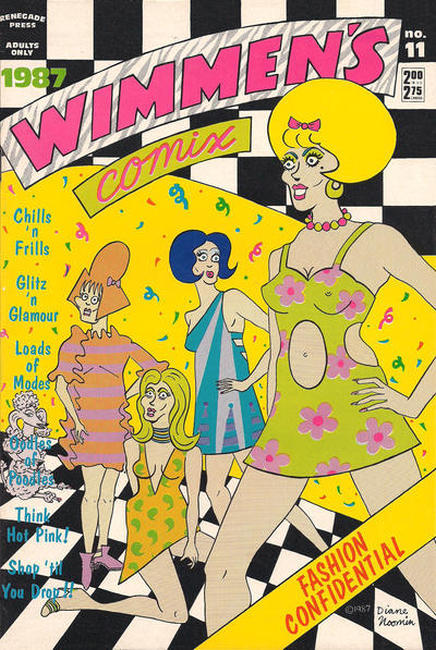 RENEGADE
PRESS
ADULTS
ONLY
no.
11
1987
WIMMEN'S
comix
2.00
2.75
Chills
'n
Frills
Glitz
'n
Glamour
Loads
of
Modes
Oodles
of
Poodles
Think
Hot Pink!
Shop 'til
You Drop!!
FASHION
CONFIDENTIAL
©1987 Diane
Noomin